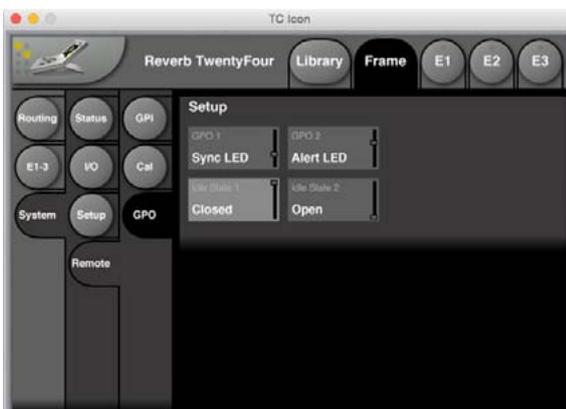 TC Icon
Reverb TwentyFour
Library
Frame
E1
E2
E3
Routing
Status
GPI
E1-3
I/O
Cal
System
Setup
GPO
Remote
Setup
GPO 1
Sync LED
GPO 2
Alert LED
Idle State 1
Closed
Idle State 2
Open